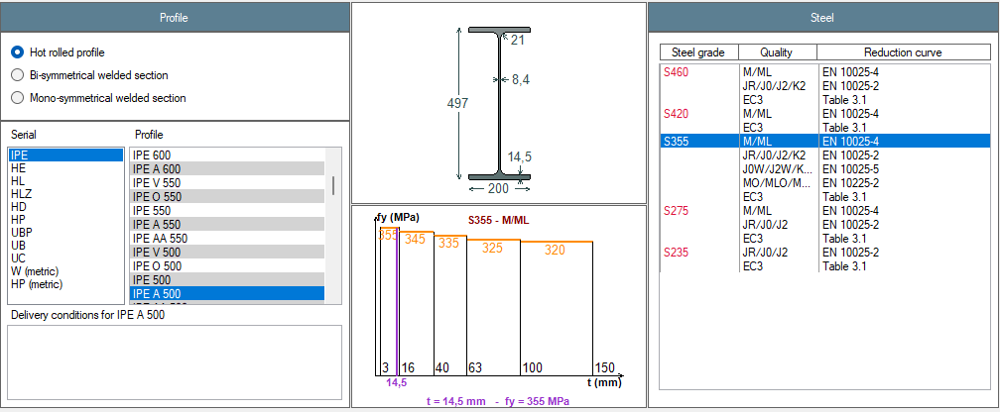 Profile
Hot rolled profile
Bi-symmetrical welded section
Mono-symmetrical welded section
Serial
IPE
HE
HL
HLZ
HD
HP
UBP
UB
UC
W (metric)
HP (metric)
Profile
IPE 600
IPE A 600
IPE V 550
IPE O 550
IPE 550
IPE A 550
IPE AA 550
IPE V 500
IPE O 500
IPE 500
IPE A 500
Delivery conditions for IPE A 500
21
8,4
497
14,5
200
fy (MPa)
S355 - M/ML
355
345
335
325
320
3 16 40 63 100 150
14,5
t (mm)
t = 14,5 mm - fy = 355 MPa
Steel
Steel grade Quality Reduction curve
S460 M/ML EN 10025-4
JR/J0/J2/K2 EN 10025-2
EC3 Table 3.1
S420 M/ML EN 10025-4
EC3 Table 3.1
S355 M/ML EN 10025-4
JR/J0/J2/K2 EN 10025-2
J0W/J2W/K... EN 10025-5
MO/MLO/M... EN 10225-2
EC3 Table 3.1
S275 M/ML EN 10025-4
JR/J0/J2 EN 10025-2
EC3 Table 3.1
S235 JR/J0/J2 EN 10025-2
EC3 Table 3.1